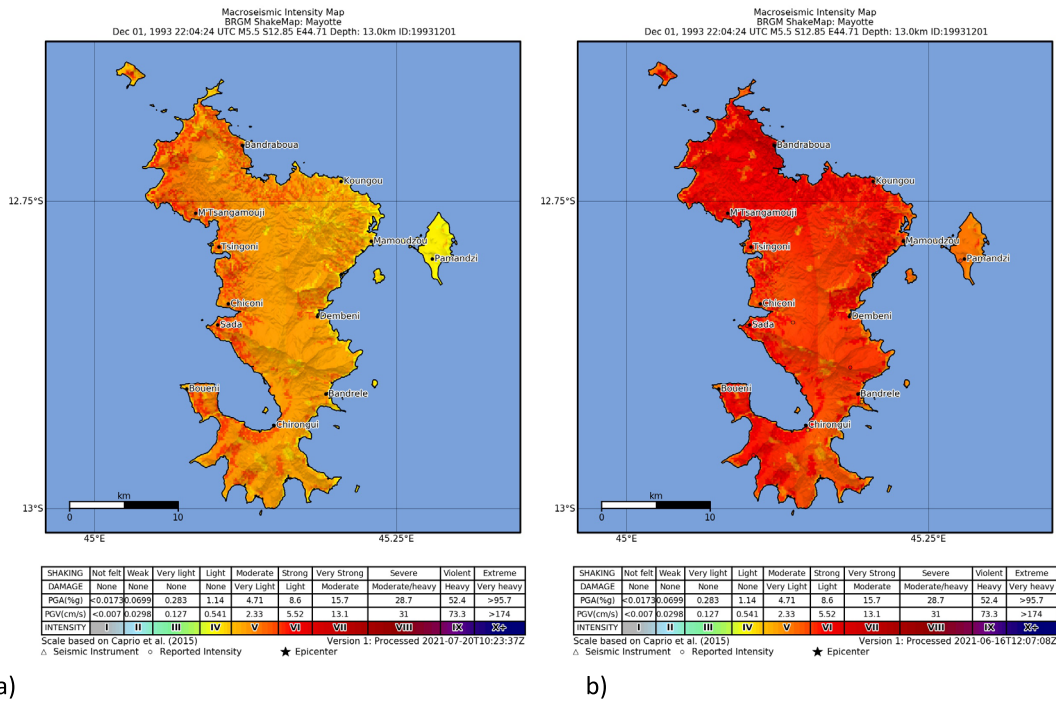 Macroseismic Intensity Map
BRGM ShakeMap: Mayotte
Dec 01, 1993 22:04:24 UTC M5.5 S12.85 E44.71 Depth: 13.0km ID:19931201
Bandraboua
Koungou
12.75°S
M'Tsangamouji
Tsingoni
Mamoudzou
Pamandzi
Chiconi
Dembeni
Sada
Boueni
Bandrele
Chirongui
km
0 10
13°S
45°E 45.25°E
SHAKING Not felt Weak Very light Light Moderate Strong Very Strong Severe Violent Extreme
DAMAGE None None None None Very Light Light Moderate Moderate/heavy Heavy Very heavy
PGA(%g) <0.0173 0.0699 0.283 1.14 4.71 8.6 15.7 28.7 52.4 >95.7
PGV(cm/s) <0.007 0.0298 0.127 0.541 2.33 5.52 13.1 31 73.3 >174
INTENSITY I II III IV V VI VII VIII IX X+
Scale based on Caprio et al. (2015) Version 1: Processed 2021-07-20T10:23:37Z
△ Seismic Instrument ○ Reported Intensity ★ Epicenter
a)
Macroseismic Intensity Map
BRGM ShakeMap: Mayotte
Dec 01, 1993 22:04:24 UTC M5.5 S12.85 E44.71 Depth: 13.0km ID:19931201
Bandraboua
Koungou
12.75°S
M'Tsangamouji
Tsingoni
Mamoudzou
Pamandzi
Chiconi
Dembeni
Sada
Boueni
Bandrele
Chirongui
km
0 10
13°S
45°E 45.25°E
SHAKING Not felt Weak Very light Light Moderate Strong Very Strong Severe Violent Extreme
DAMAGE None None None None Very Light Light Moderate Moderate/heavy Heavy Very heavy
PGA(%g) <0.0173 0.0699 0.283 1.14 4.71 8.6 15.7 28.7 52.4 >95.7
PGV(cm/s) <0.007 0.0298 0.127 0.541 2.33 5.52 13.1 31 73.3 >174
INTENSITY I II III IV V VI VII VIII IX X+
Scale based on Caprio et al. (2015) Version 1: Processed 2021-06-16T12:07:08Z
△ Seismic Instrument ○ Reported Intensity ★ Epicenter
b)